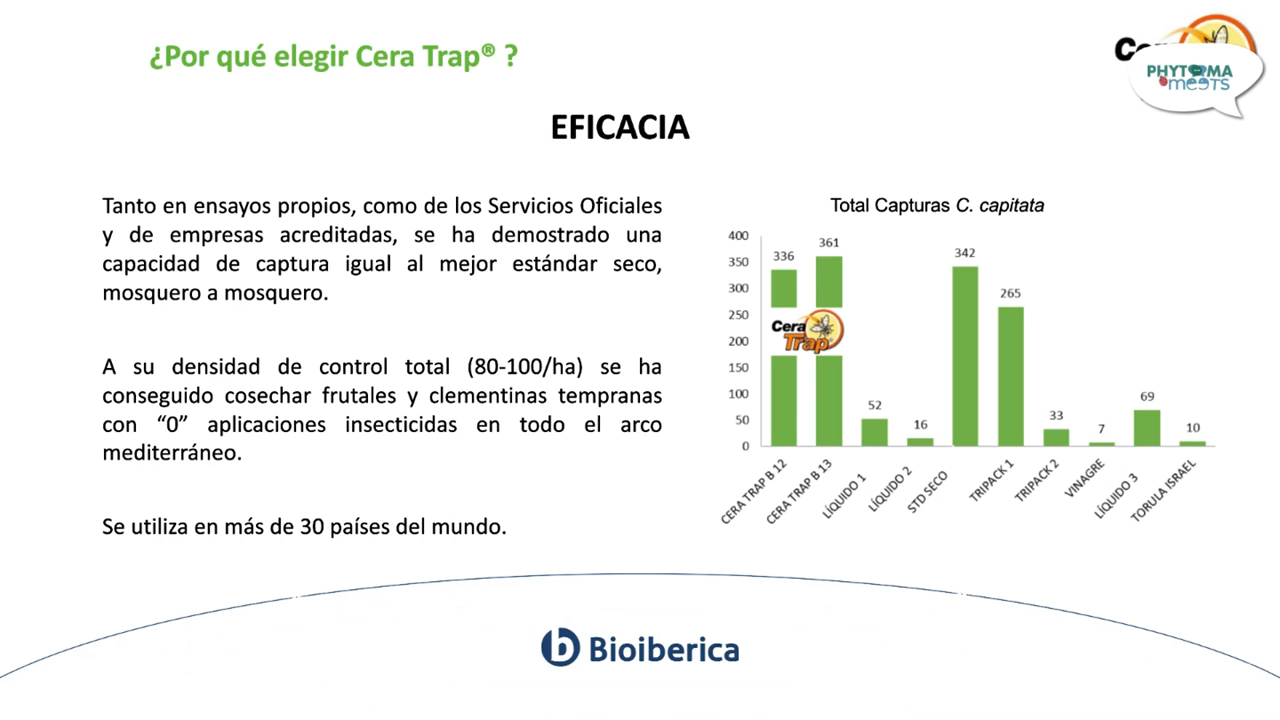 ¿Por qué elegir Cera Trap® ?
PHYTOMA
meets
EFICACIA
Tanto en ensayos propios, como de los Servicios Oficiales
y de empresas acreditadas, se ha demostrado una
capacidad de captura igual al mejor estándar seco,
mosquero a mosquero.
A su densidad de control total (80-100/ha) se ha
conseguido cosechar frutales y clementinas tempranas
con “0” aplicaciones insecticidas en todo el arco
mediterráneo.
Se utiliza en más de 30 países del mundo.
Total Capturas C. capitata
400
350
300
250
200
150
100
50
0
336
361
52
16
342
265
33
7
69
10
Cera
Trap
CERA TRAP B 12
CERA TRAP B 13
LÍQUIDO 1
LÍQUIDO 2
STD SECO
TRIPACK 1
TRIPACK 2
VINAGRE
LÍQUIDO 3
TORULA ISRAEL
Bioiberica